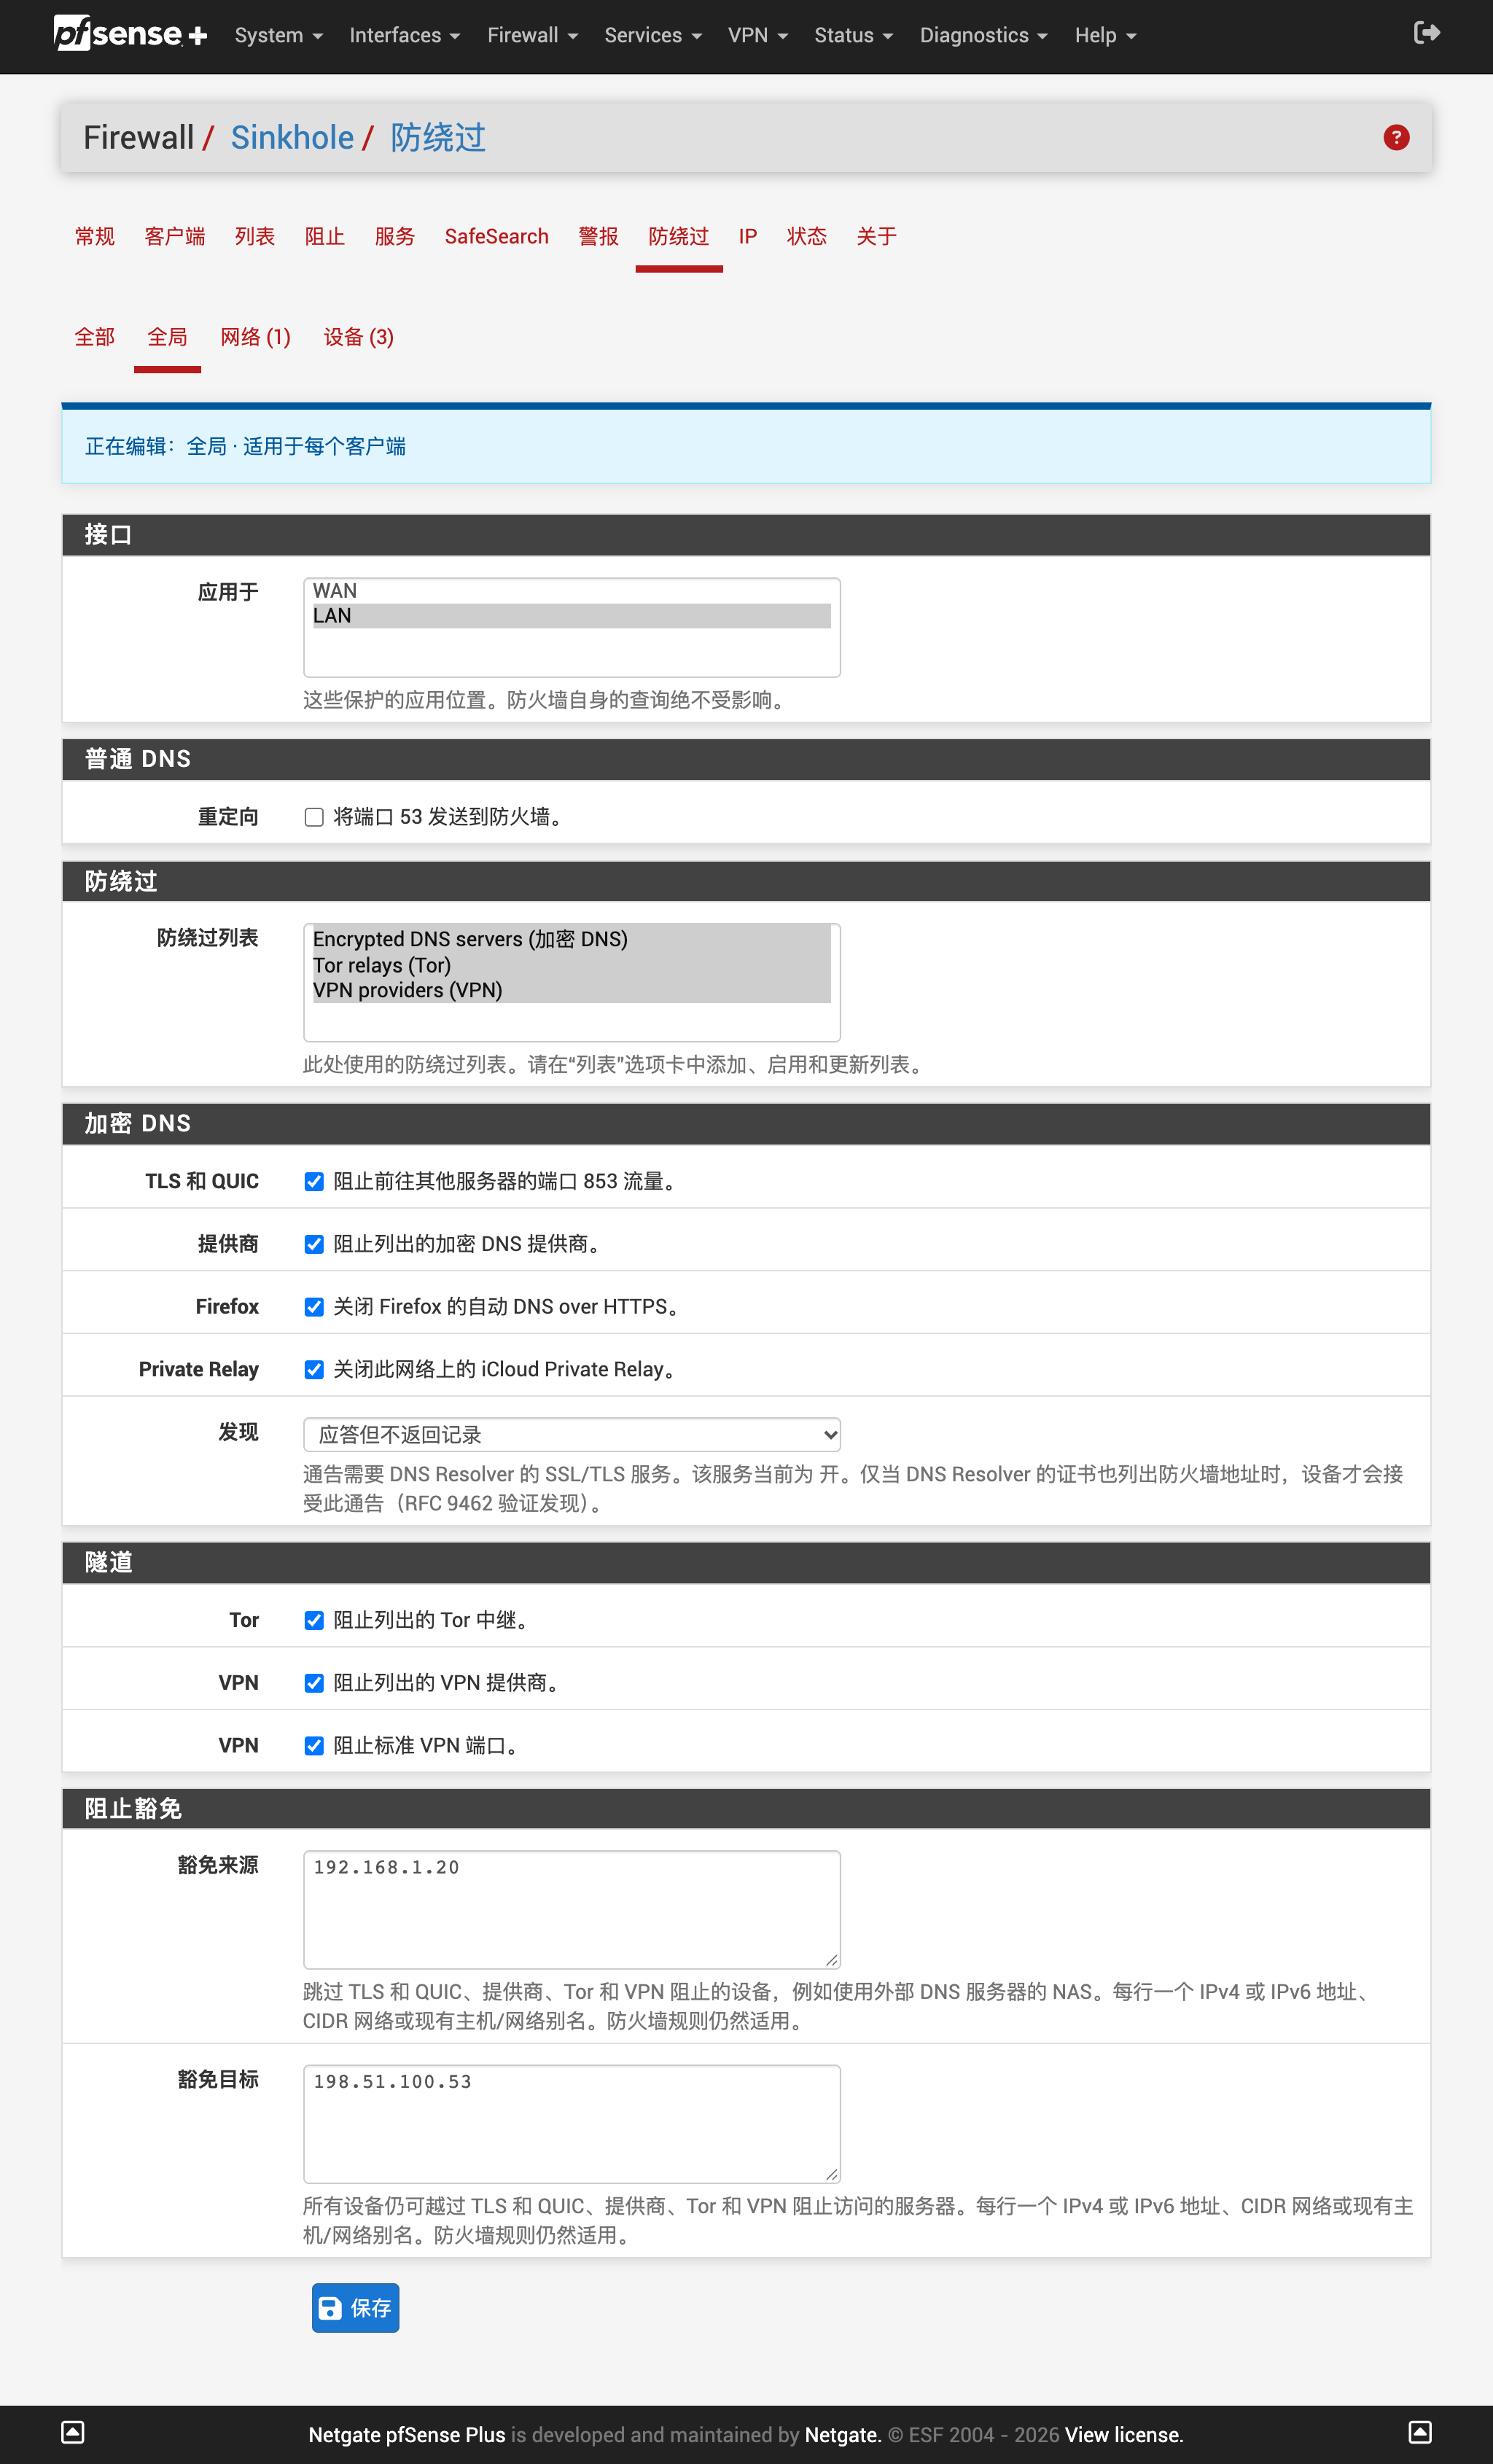 pfsense +
System Interfaces Firewall Services VPN Status Diagnostics Help
Firewall / Sinkhole / 防绕过
常规 客户端 列表 阻止 服务 SafeSearch 警报 防绕过 IP 状态 关于
全部 全局 网络 (1) 设备 (3)
正在编辑：全局 · 适用于每个客户端
接口
应用于
WAN
LAN
这些保护的应用位置。防火墙自身的查询绝不受影响。
普通 DNS
重定向 将端口 53 发送到防火墙。
防绕过
防绕过列表
Encrypted DNS servers (加密 DNS)
Tor relays (Tor)
VPN providers (VPN)
此处使用的防绕过列表。请在“列表”选项卡中添加、启用和更新列表。
加密 DNS
TLS 和 QUIC 阻止前往其他服务器的端口 853 流量。
提供商 阻止列出的加密 DNS 提供商。
Firefox 关闭 Firefox 的自动 DNS over HTTPS。
Private Relay 关闭此网络上的 iCloud Private Relay。
发现 应答但不返回记录
通告需要 DNS Resolver 的 SSL/TLS 服务。该服务当前为 开。仅当 DNS Resolver 的证书也列出防火墙地址时，设备才会接
受此通告（RFC 9462 验证发现）。
隧道
Tor 阻止列出的 Tor 中继。
VPN 阻止列出的 VPN 提供商。
VPN 阻止标准 VPN 端口。
阻止豁免
豁免来源 192.168.1.20
跳过 TLS 和 QUIC、提供商、Tor 和 VPN 阻止的设备，例如使用外部 DNS 服务器的 NAS。每行一个 IPv4 或 IPv6 地址、
CIDR 网络或现有主机/网络别名。防火墙规则仍然适用。
豁免目标 198.51.100.53
所有设备仍可越过 TLS 和 QUIC、提供商、Tor 和 VPN 阻止访问的服务器。每行一个 IPv4 或 IPv6 地址、CIDR 网络或现有主
机/网络别名。防火墙规则仍然适用。
保存
Netgate pfSense Plus is developed and maintained by Netgate. © ESF 2004 - 2026 View license.